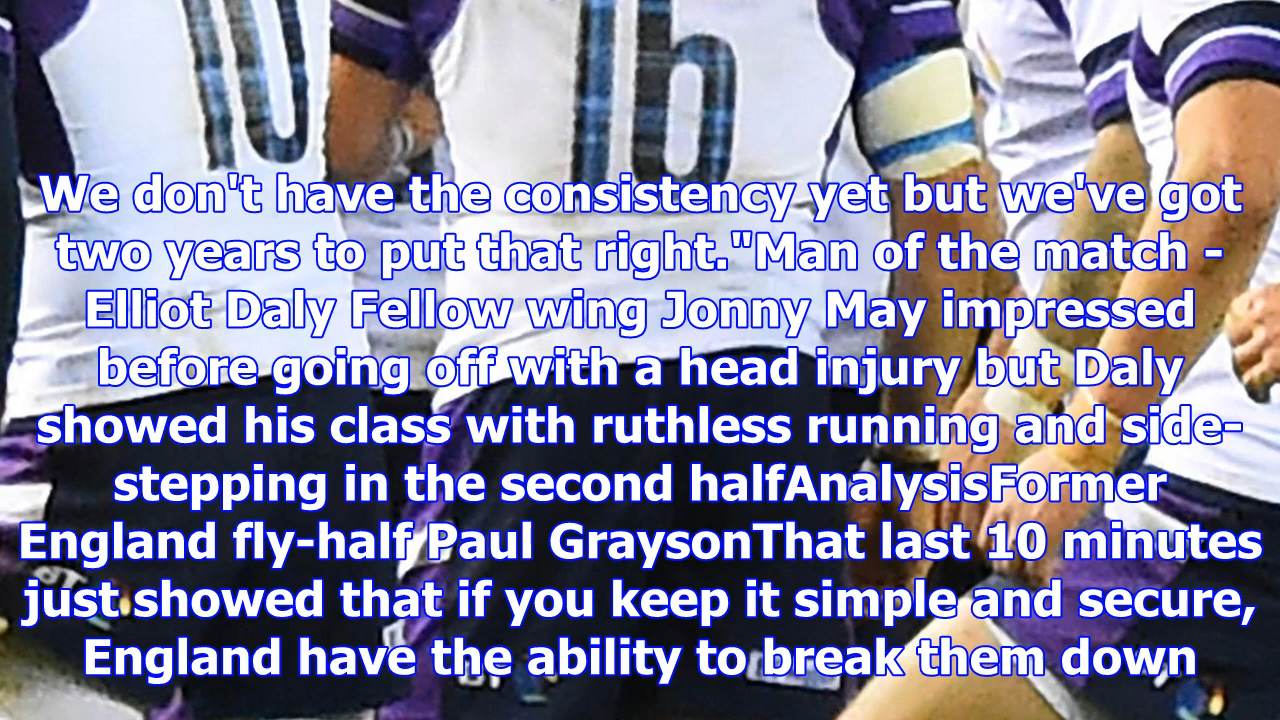 16
We don't have the consistency yet but we've got
two years to put that right."Man of the match -
Elliot Daly Fellow wing Jonny May impressed
before going off with a head injury but Daly
showed his class with ruthless running and side-
stepping in the second halfAnalysisFormer
England fly-half Paul GraysonThat last 10 minutes
just showed that if you keep it simple and secure,
England have the ability to break them down